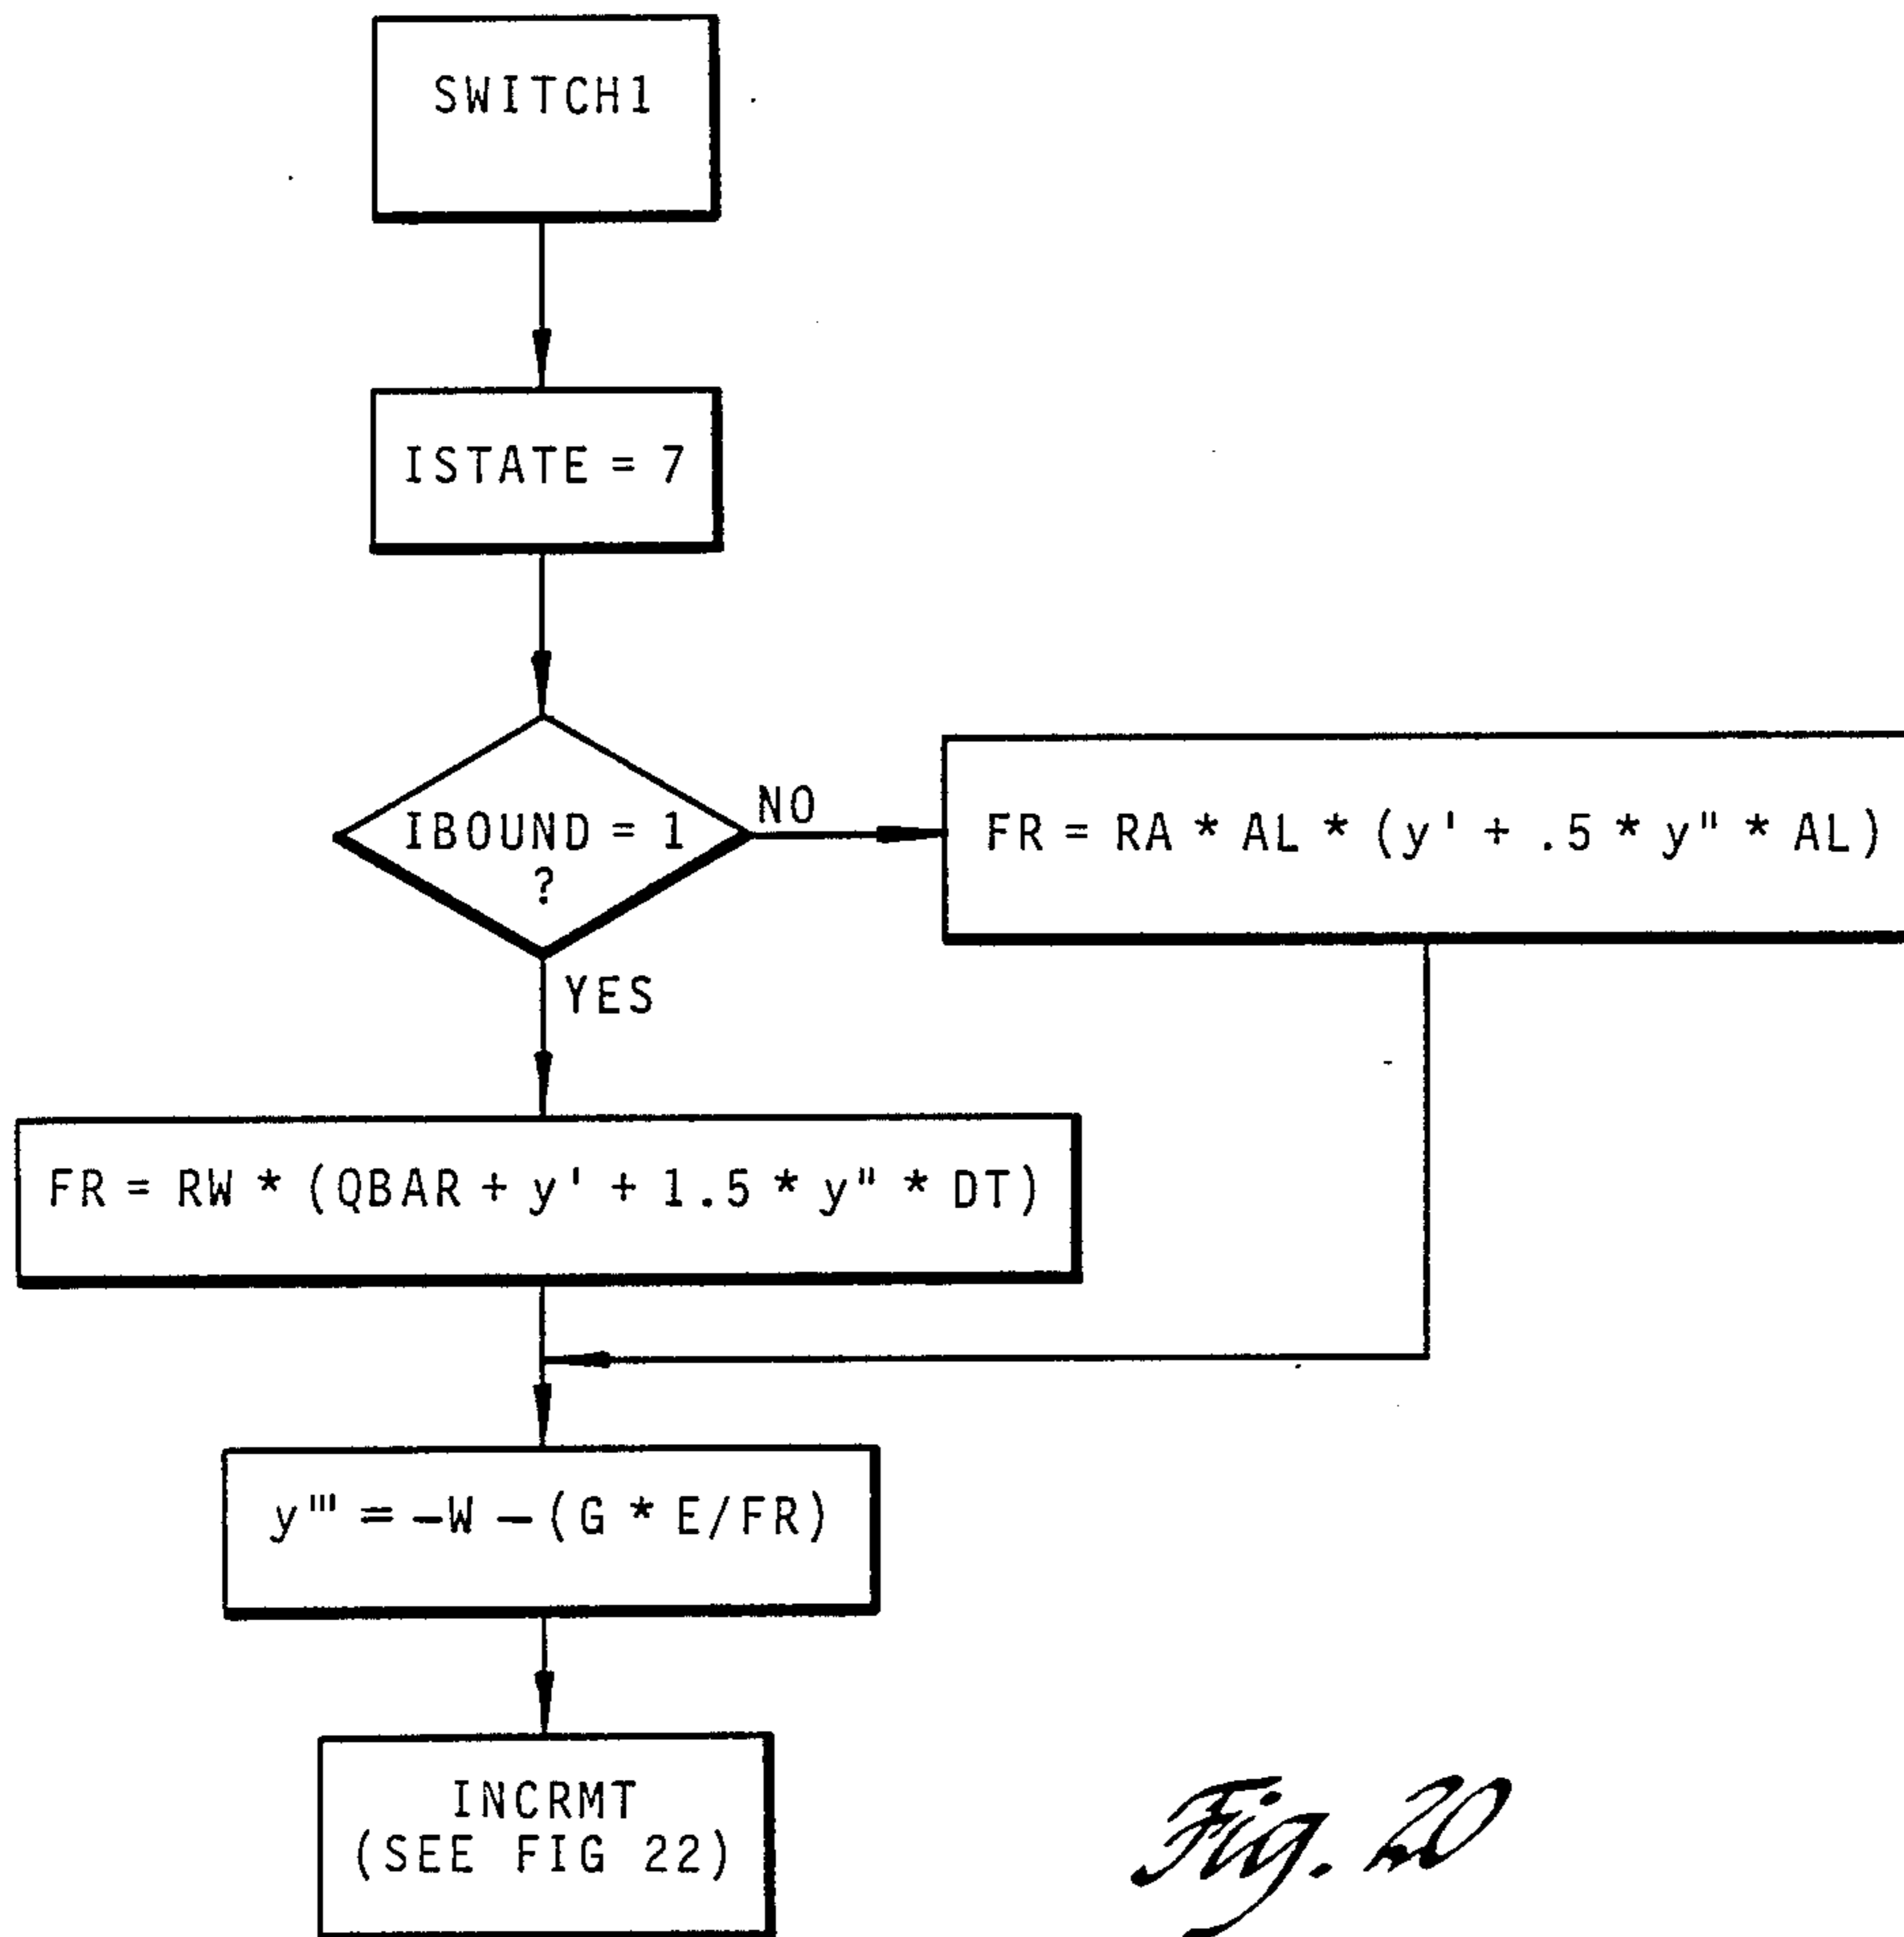 SWITCH1
ISTATE = 7
IBOUND = 1
?
NO
FR = RA * AL * (y' + .5 * y" * AL)
YES
FR = RW * (QBAR + y' + 1.5 * y" * DT)
y''' = -W - (G * E/FR)
INCRMT
(SEE FIG 22)
Fig. 20